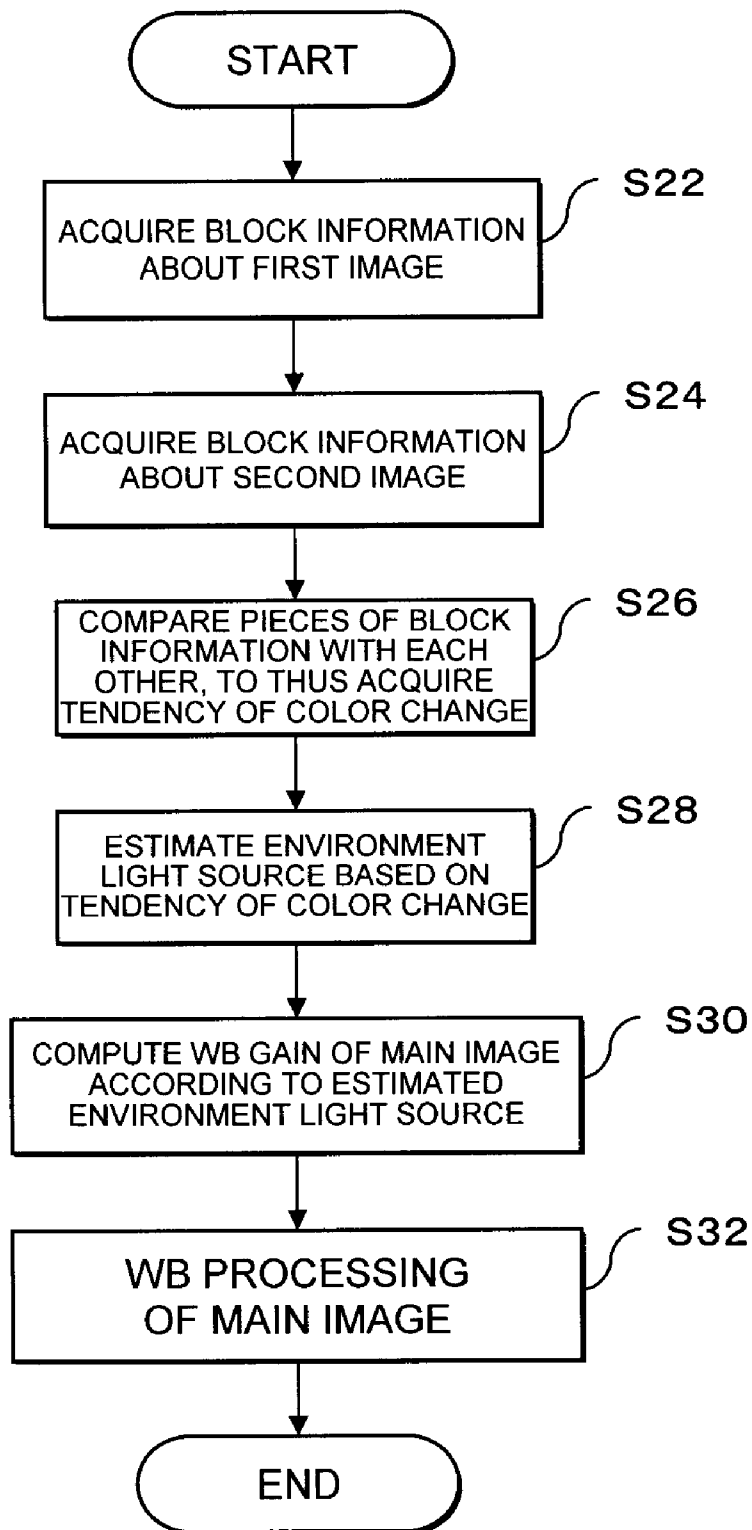 START
S22
ACQUIRE BLOCK INFORMATION
ABOUT FIRST IMAGE
S24
ACQUIRE BLOCK INFORMATION
ABOUT SECOND IMAGE
S26
COMPARE PIECES OF BLOCK
INFORMATION WITH EACH
OTHER, TO THUS ACQUIRE
TENDENCY OF COLOR CHANGE
S28
ESTIMATE ENVIRONMENT
LIGHT SOURCE BASED ON
TENDENCY OF COLOR CHANGE
S30
COMPUTE WB GAIN OF MAIN IMAGE
ACCORDING TO ESTIMATED
ENVIRONMENT LIGHT SOURCE
S32
WB PROCESSING
OF MAIN IMAGE
END